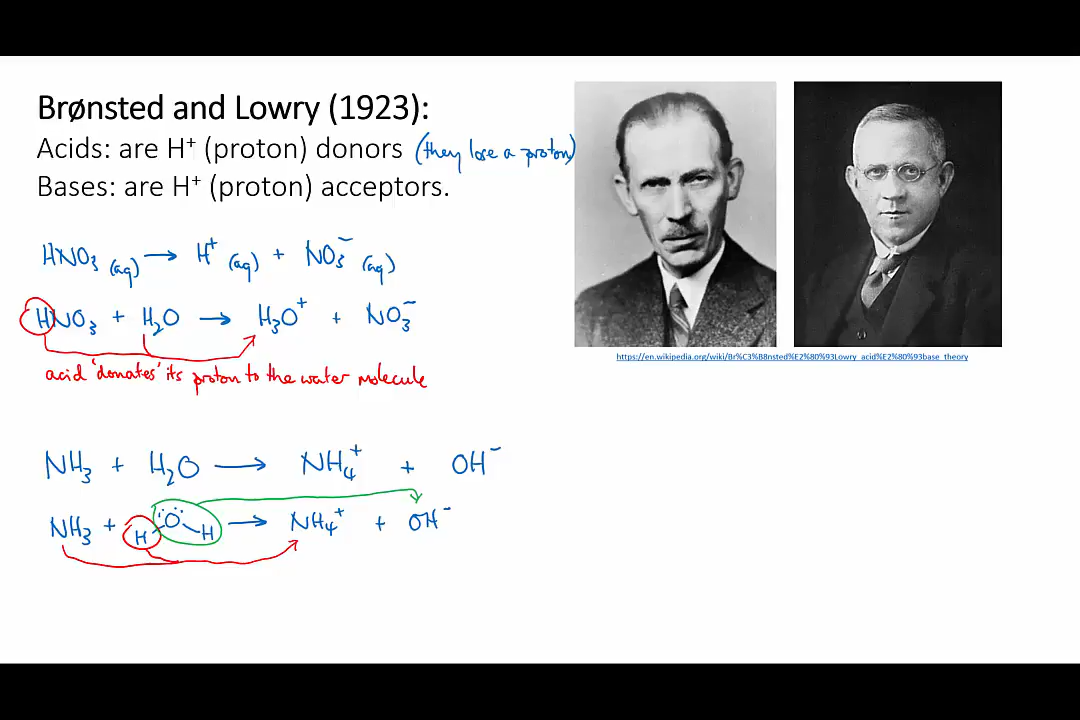 Brønsted and Lowry (1923):
Acids: are H⁺ (proton) donors (they lose a proton)
Bases: are H⁺ (proton) acceptors.
HNO₃ (aq) → H⁺ (aq) + NO₃⁻ (aq)
HNO₃ + H₂O → H₃O⁺ + NO₃⁻
acid 'donates' its proton to the water molecule
NH₃ + H₂O → NH₄⁺ + OH⁻
NH₃ + H O H → NH₄⁺ + OH⁻
https://en.wikipedia.org/wiki/Br%C3%B8nsted%E2%80%93Lowry_acid%E2%80%93base_theory